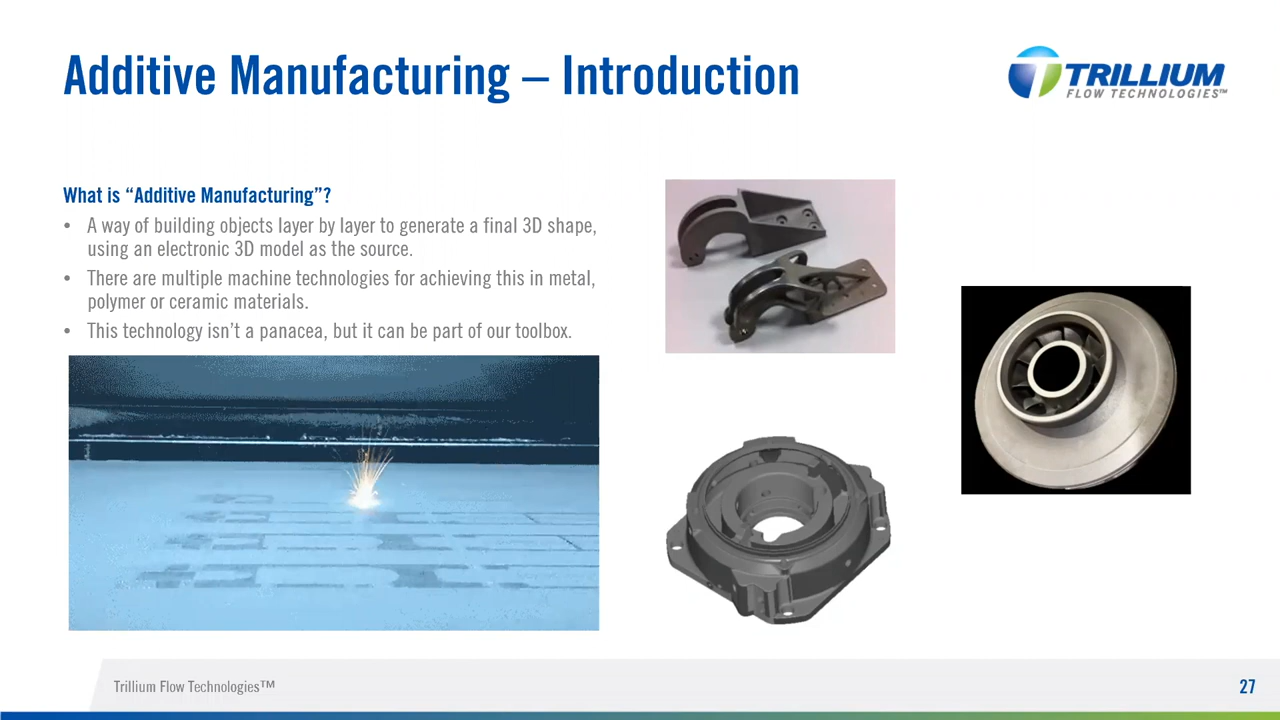 Additive Manufacturing – Introduction
TRILLIUM
FLOW TECHNOLOGIES™
What is “Additive Manufacturing”?
• A way of building objects layer by layer to generate a final 3D shape,
using an electronic 3D model as the source.
• There are multiple machine technologies for achieving this in metal,
polymer or ceramic materials.
• This technology isn’t a panacea, but it can be part of our toolbox.
Trillium Flow Technologies™
27